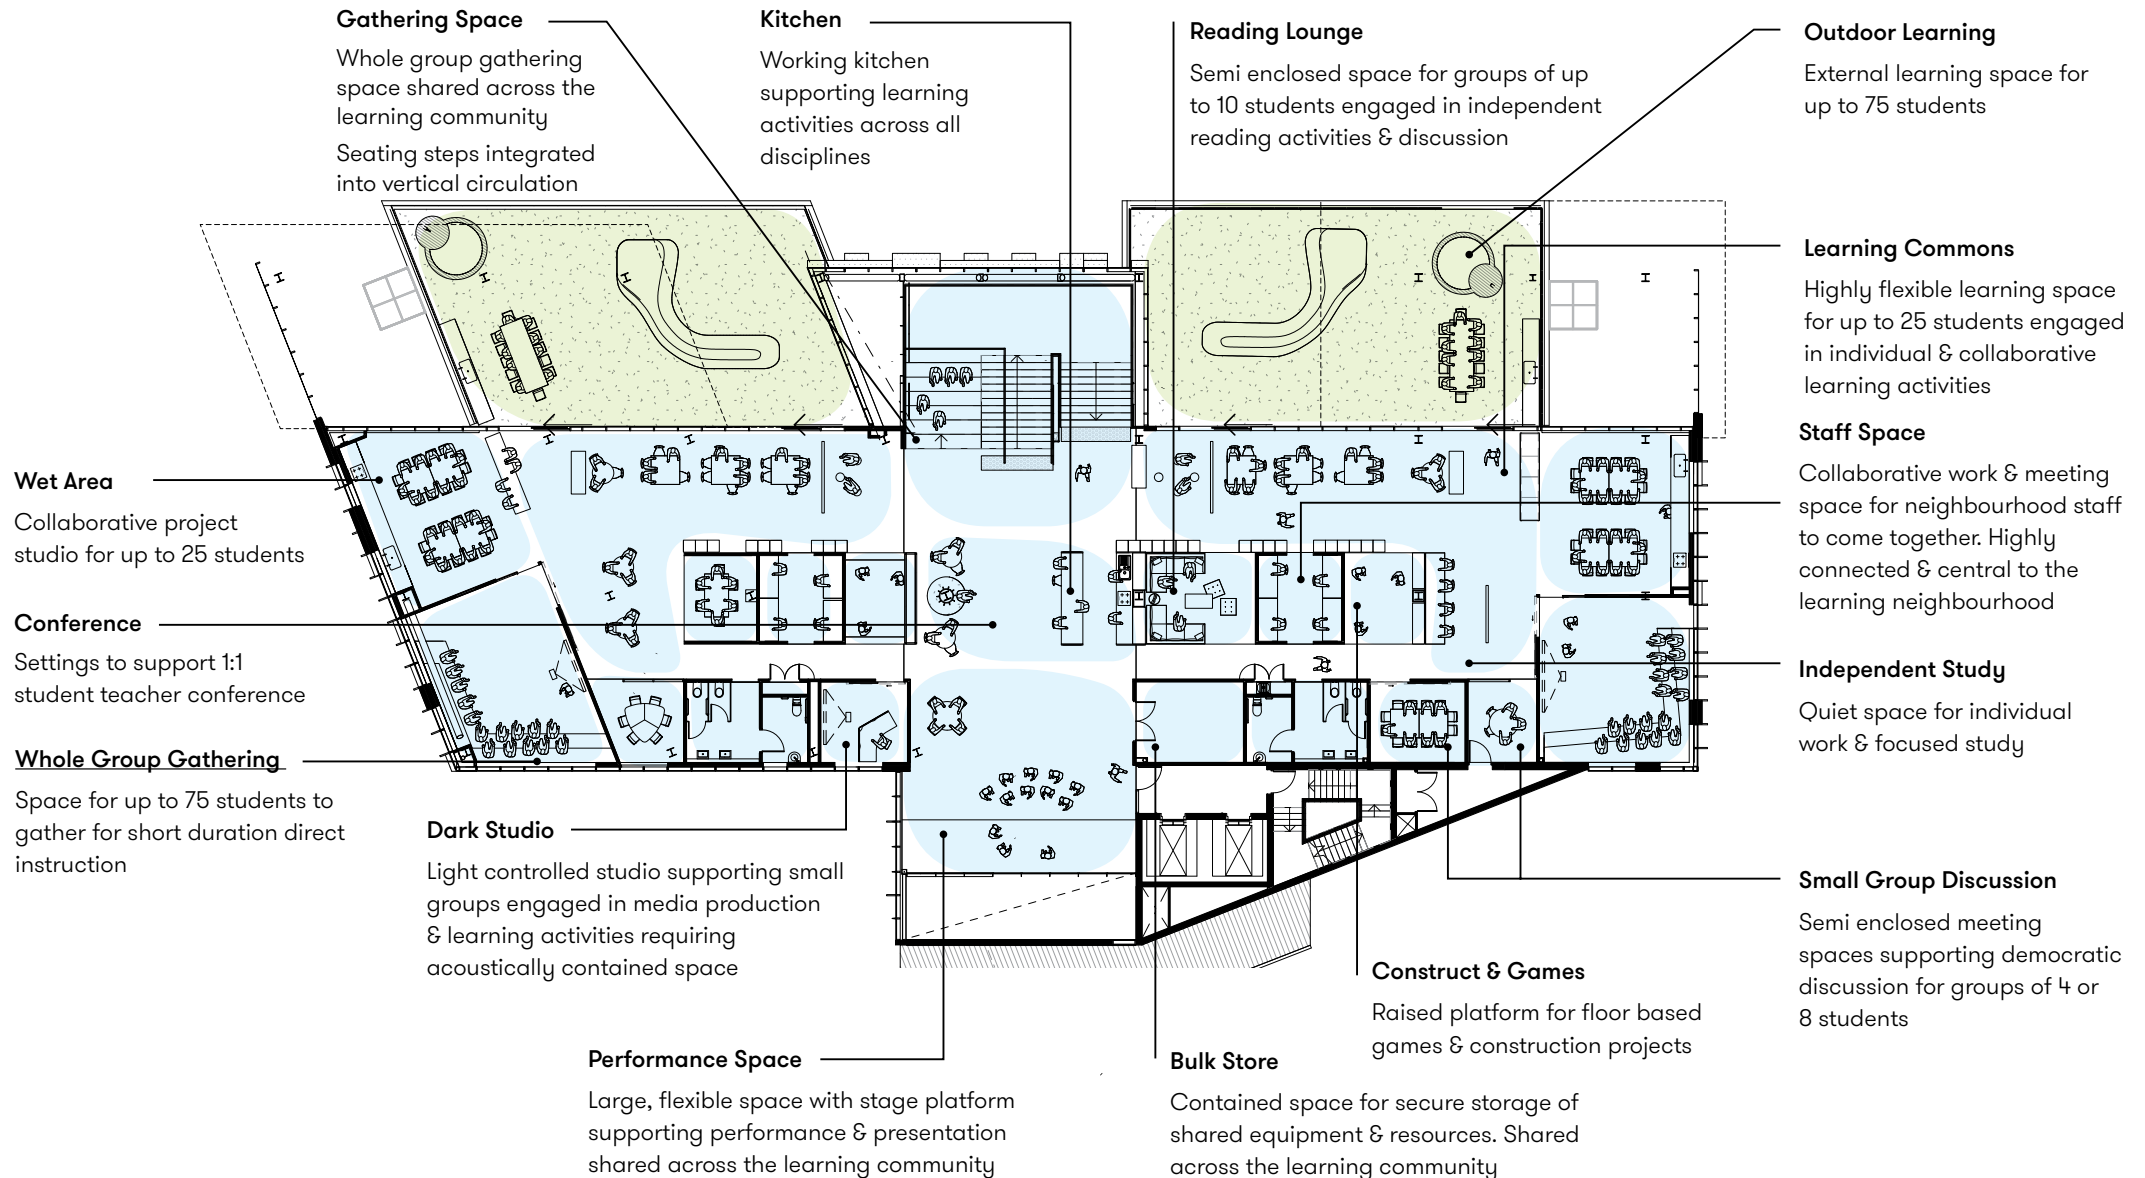 Gathering Space
Whole group gathering
space shared across the
learning community
Seating steps integrated
into vertical circulation
Kitchen
Working kitchen
supporting learning
activities across all
disciplines
Reading Lounge
Semi enclosed space for groups of up
to 10 students engaged in independent
reading activities & discussion
Outdoor Learning
External learning space for
up to 75 students
Learning Commons
Highly flexible learning space
for up to 25 students engaged
in individual & collaborative
learning activities
Staff Space
Collaborative work & meeting
space for neighbourhood staff
to come together. Highly
connected & central to the
learning neighbourhood
Independent Study
Quiet space for individual
work & focused study
Small Group Discussion
Semi enclosed meeting
spaces supporting democratic
discussion for groups of 4 or
8 students
Wet Area
Collaborative project
studio for up to 25 students
Conference
Settings to support 1:1
student teacher conference
Whole Group Gathering
Space for up to 75 students to
gather for short duration direct
instruction
Dark Studio
Light controlled studio supporting small
groups engaged in media production
& learning activities requiring
acoustically contained space
Performance Space
Large, flexible space with stage platform
supporting performance & presentation
shared across the learning community
Bulk Store
Contained space for secure storage of
shared equipment & resources. Shared
across the learning community
Construct & Games
Raised platform for floor based
games & construction projects